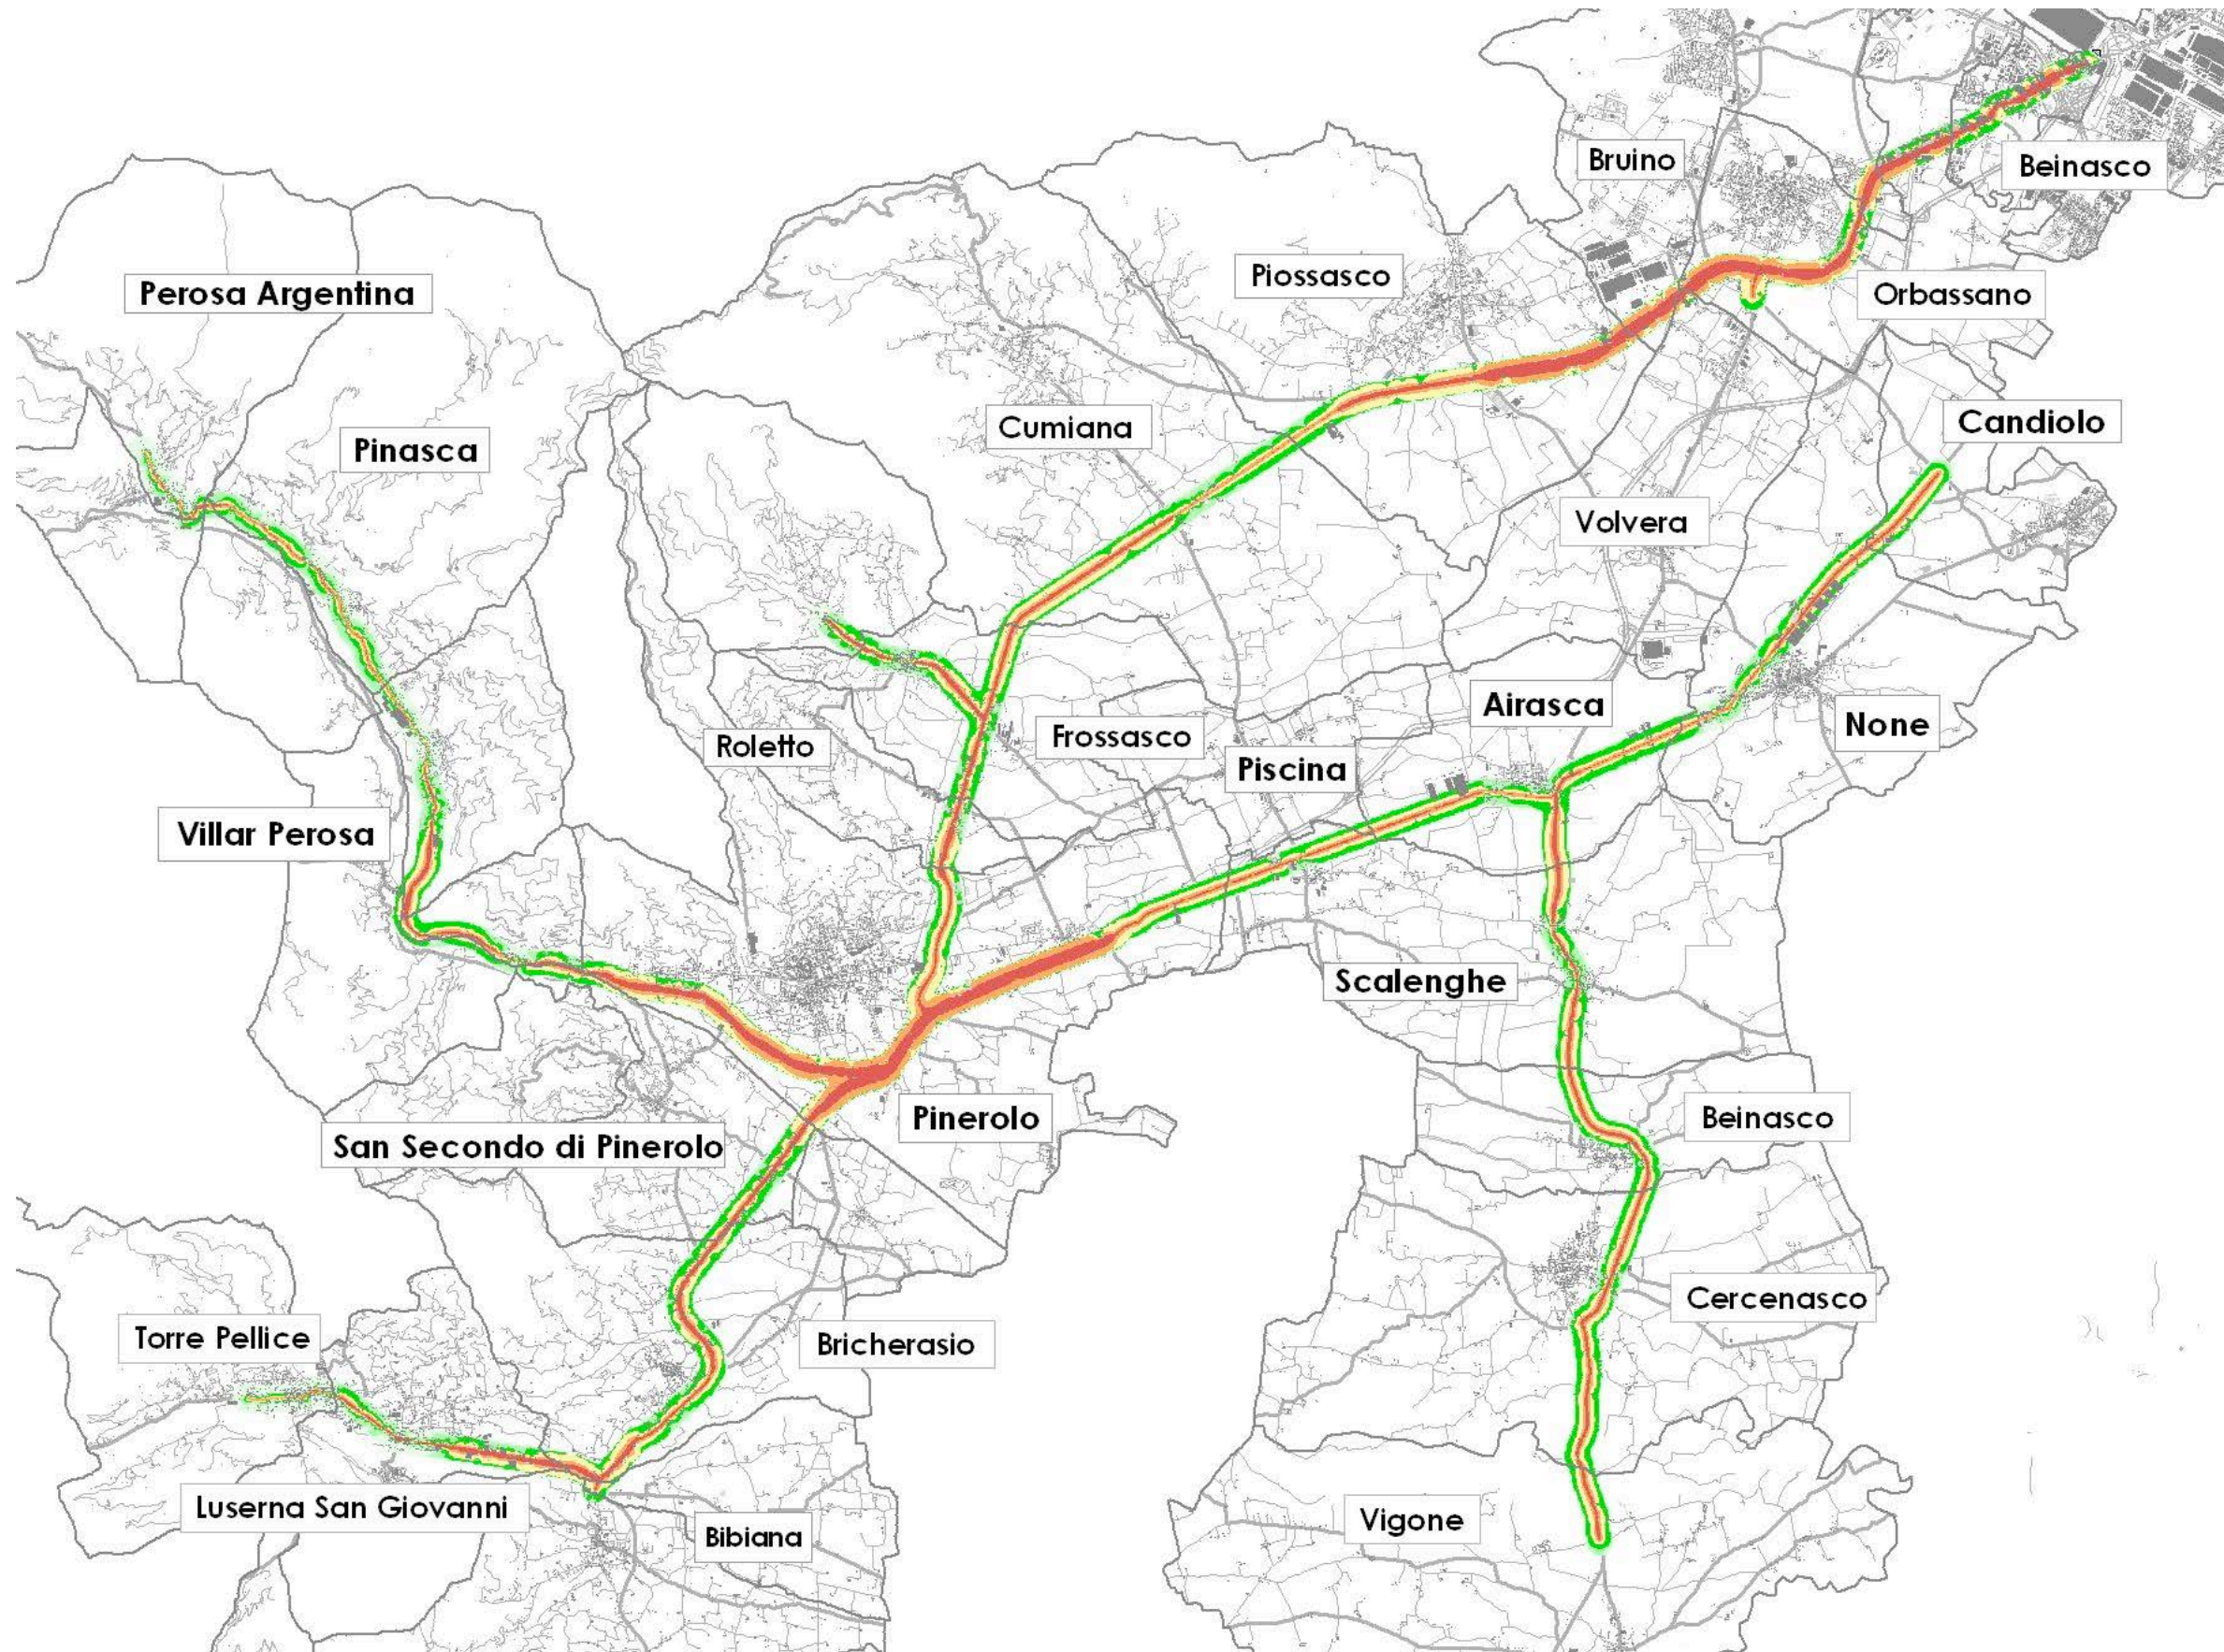 Bruino
Beinasco
Piossasco
Perosa Argentina
Orbassano
Cumiana
Candiolo
Pinasca
Volvera
Airasca
None
Roletto
Frossasco
Piscina
Villar Perosa
Scalenghe
Pinerolo
Beinasco
San Secondo di Pinerolo
Cercenasco
Torre Pellice
Bricherasio
Luserna San Giovanni
Vigone
Bibiana